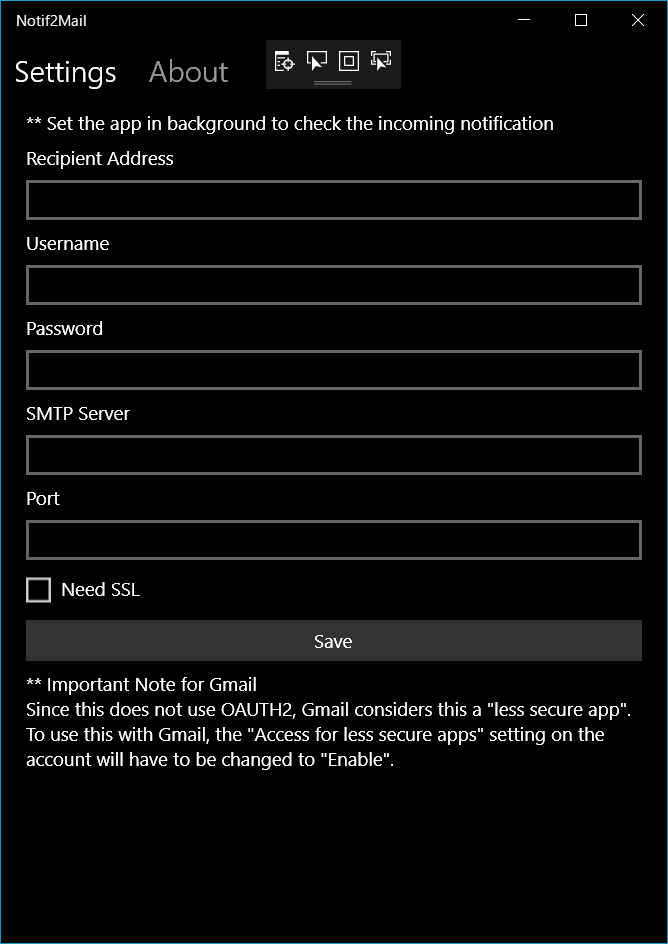 Notif2Mail
Settings About
** Set the app in background to check the incoming notification
Recipient Address
Username
Password
SMTP Server
Port
Need SSL
Save
** Important Note for Gmail
Since this does not use OAUTH2, Gmail considers this a "less secure app".
To use this with Gmail, the "Access for less secure apps" setting on the
account will have to be changed to "Enable".